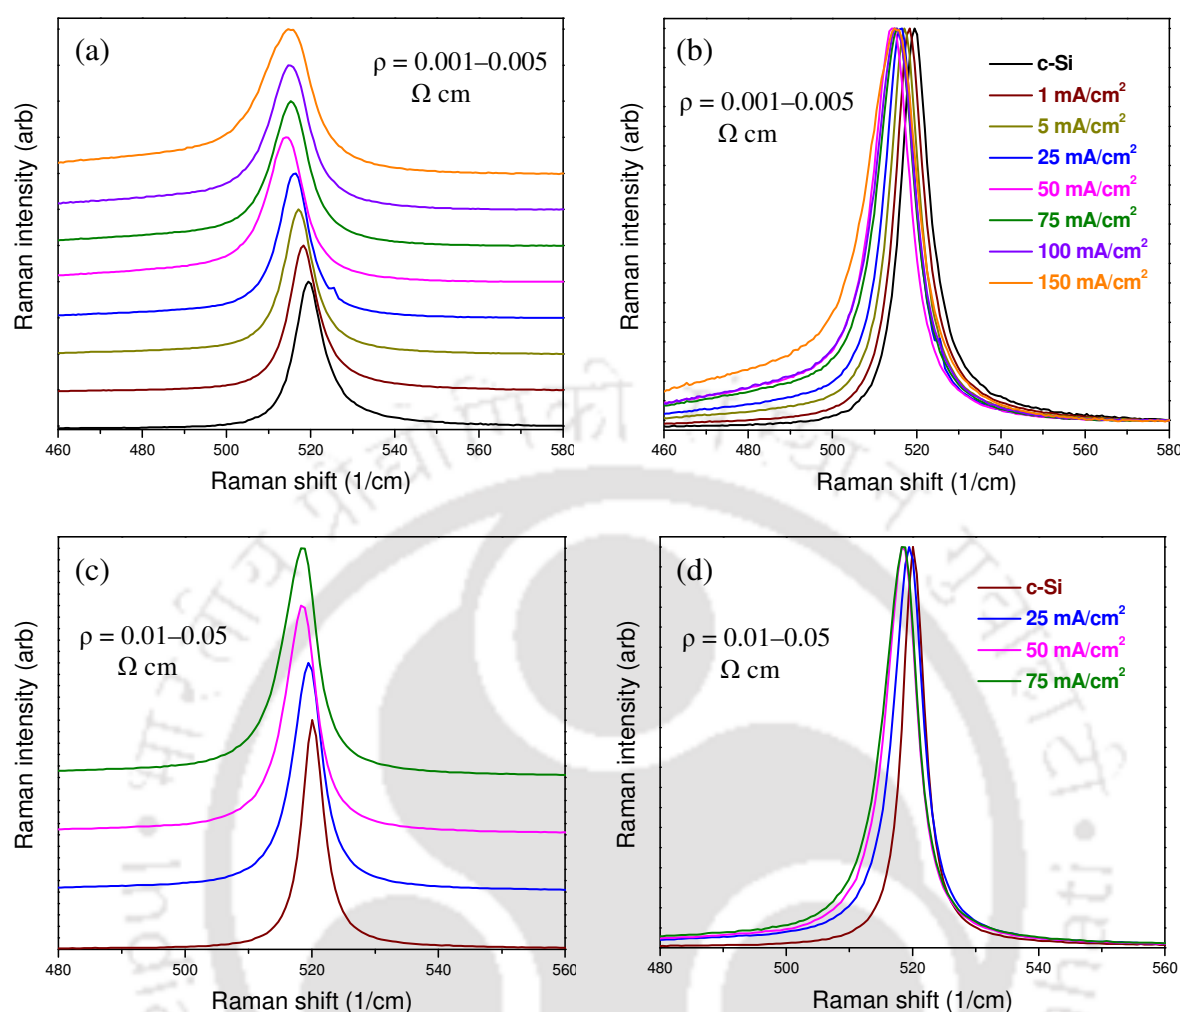 (a)
ρ = 0.001–0.005
Ω cm
Raman intensity (arb)
460 480 500 520 540 560 580
Raman shift (1/cm)
(b)
ρ = 0.001–0.005
Ω cm
c-Si
1 mA/cm²
5 mA/cm²
25 mA/cm²
50 mA/cm²
75 mA/cm²
100 mA/cm²
150 mA/cm²
Raman intensity (arb)
460 480 500 520 540 560 580
Raman shift (1/cm)
(c)
ρ = 0.01–0.05
Ω cm
Raman intensity (arb)
480 500 520 540 560
Raman shift (1/cm)
(d)
ρ = 0.01–0.05
Ω cm
c-Si
25 mA/cm²
50 mA/cm²
75 mA/cm²
Raman intensity (arb)
480 500 520 540 560
Raman shift (1/cm)